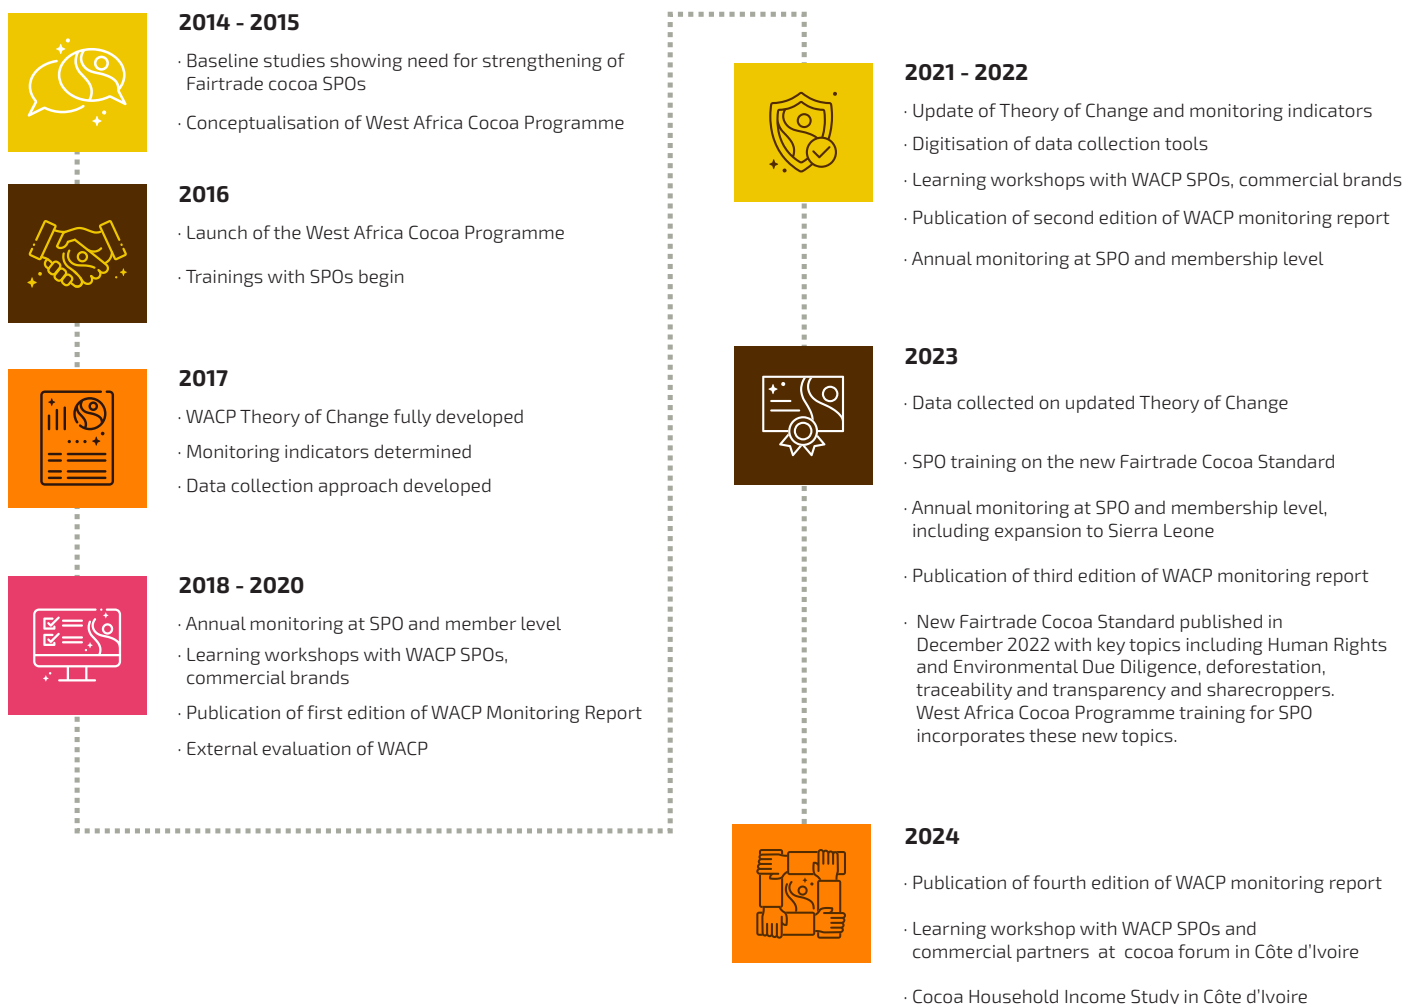 2014 - 2015
· Baseline studies showing need for strengthening of
Fairtrade cocoa SPOs
· Conceptualisation of West Africa Cocoa Programme
2016
· Launch of the West Africa Cocoa Programme
· Trainings with SPOs begin
2017
· WACP Theory of Change fully developed
· Monitoring indicators determined
· Data collection approach developed
2018 - 2020
· Annual monitoring at SPO and member level
· Learning workshops with WACP SPOs,
commercial brands
· Publication of first edition of WACP Monitoring Report
· External evaluation of WACP
2021 - 2022
· Update of Theory of Change and monitoring indicators
· Digitisation of data collection tools
· Learning workshops with WACP SPOs, commercial brands
· Publication of second edition of WACP monitoring report
· Annual monitoring at SPO and membership level
2023
· Data collected on updated Theory of Change
· SPO training on the new Fairtrade Cocoa Standard
· Annual monitoring at SPO and membership level,
including expansion to Sierra Leone
· Publication of third edition of WACP monitoring report
· New Fairtrade Cocoa Standard published in
December 2022 with key topics including Human Rights
and Environmental Due Diligence, deforestation,
traceability and transparency and sharecroppers.
West Africa Cocoa Programme training for SPO
incorporates these new topics.
2024
· Publication of fourth edition of WACP monitoring report
· Learning workshop with WACP SPOs and
commercial partners at cocoa forum in Côte d'Ivoire
· Cocoa Household Income Study in Côte d'Ivoire